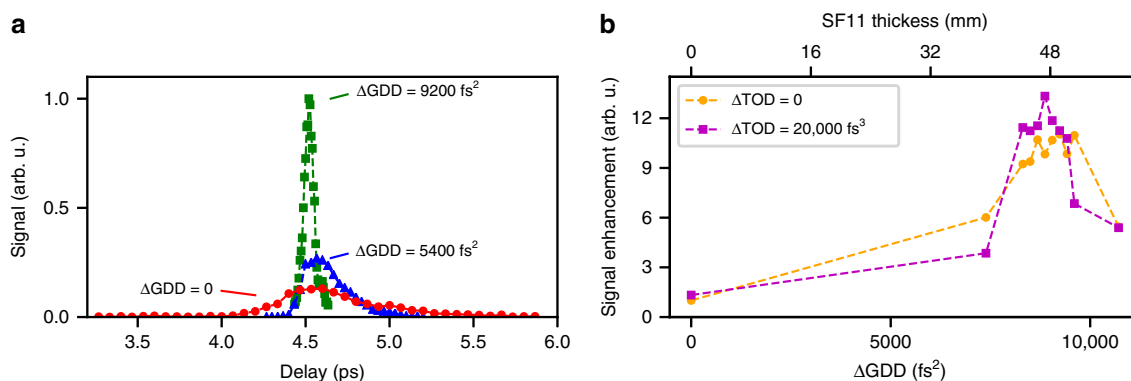 a
ΔGDD = 9200 fs²
ΔGDD = 5400 fs²
ΔGDD = 0
1.0
0.5
0.0
Signal (arb. u.)
3.5 4.0 4.5 5.0 5.5 6.0
Delay (ps)
b
SF11 thickess (mm)
0 16 32 48
ΔTOD = 0
ΔTOD = 20,000 fs³
12
9
6
3
0
Signal enhancement (arb. u.)
0 5000 10,000
ΔGDD (fs²)